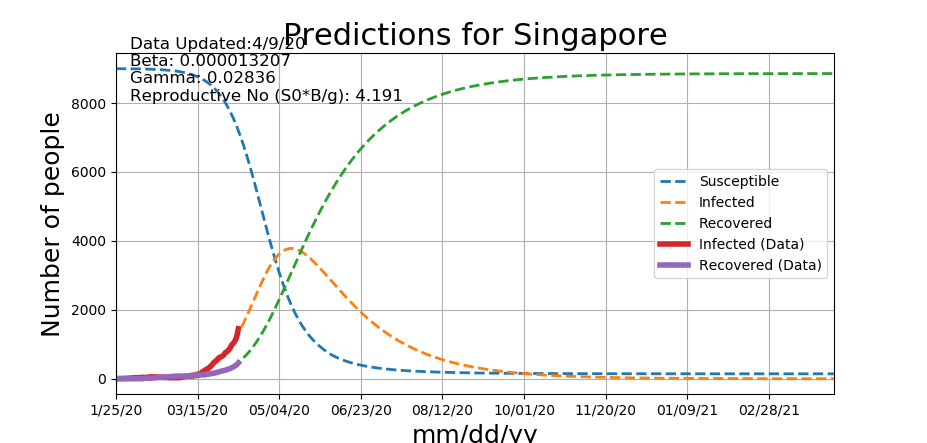 Predictions for Singapore
Data Updated:4/9/20
Beta: 0.000013207
Gamma: 0.02836
Reproductive No (S0*B/g): 4.191
Number of people
8000
6000
4000
2000
0
Susceptible
Infected
Recovered
Infected (Data)
Recovered (Data)
1/25/20 03/15/20 05/04/20 06/23/20 08/12/20 10/01/20 11/20/20 01/09/21 02/28/21
mm/dd/yy